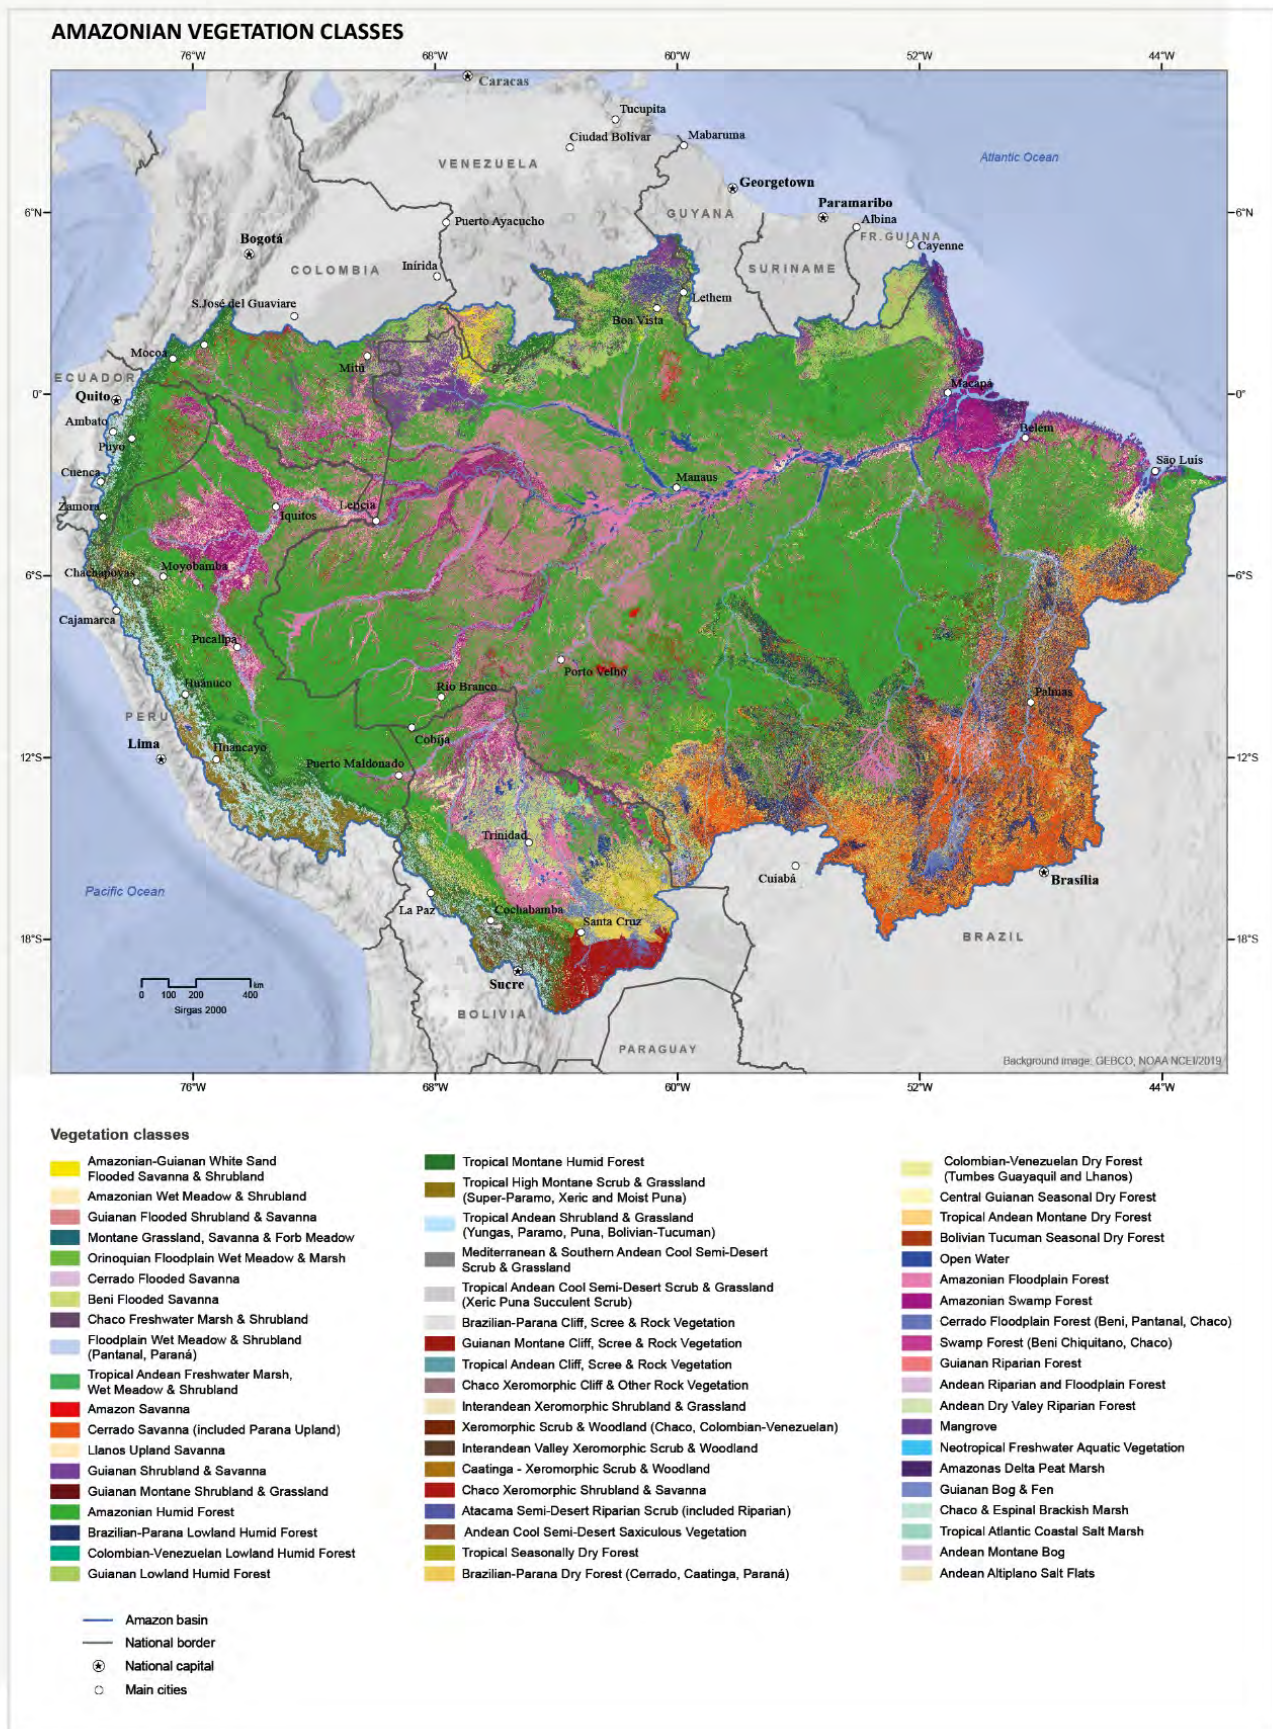 AMAZONIAN VEGETATION CLASSES
76°W
68°W
60°W
52°W
44°W
Caracas
Tucupita
Ciudad Bolívar
Mabaruma
VENEZUELA
Atlantic Ocean
Georgetown
Paramaribo
6°N
GUYANA
6°N
Puerto Ayacucho
Albina
FR.GUIANA
Bogotá
Cayenne
COLOMBIA
Inírida
SURINAME
S.José del Guaviare
Lethem
Boa Vista
Mocoa
Mitú
ECUADOR
Macapá
0°
Quito
0°
Ambato
Puyo
Belem
Cuenca
São Luís
Manaus
Zamora
Iquitos
Leticia
Chachapoyas
Moyobamba
6°S
6°S
Cajamarca
Pucallpa
Porto Velho
Huánuco
Rio Branco
Palmas
PERU
Lima
Cobija
Huancayo
12°S
12°S
Puerto Maldonado
Trinidad
Cuiabá
Brasília
Pacific Ocean
La Paz
Cochabamba
Santa Cruz
18°S
BRAZIL
18°S
Sucre
0 100 200 400 km
Sirgas 2000
BOLIVIA
PARAGUAY
Background image: GEBCO, NOAA NCEI/2019
76°W
68°W
60°W
52°W
44°W
Vegetation classes
Amazonian-Guianan White Sand
Flooded Savanna & Shrubland
Amazonian Wet Meadow & Shrubland
Guianan Flooded Shrubland & Savanna
Montane Grassland, Savanna & Forb Meadow
Orinoquian Floodplain Wet Meadow & Marsh
Cerrado Flooded Savanna
Beni Flooded Savanna
Chaco Freshwater Marsh & Shrubland
Floodplain Wet Meadow & Shrubland
(Pantanal, Paraná)
Tropical Andean Freshwater Marsh,
Wet Meadow & Shrubland
Amazon Savanna
Cerrado Savanna (included Parana Upland)
Llanos Upland Savanna
Guianan Shrubland & Savanna
Guianan Montane Shrubland & Grassland
Amazonian Humid Forest
Brazilian-Parana Lowland Humid Forest
Colombian-Venezuelan Lowland Humid Forest
Guianan Lowland Humid Forest
Tropical Montane Humid Forest
Tropical High Montane Scrub & Grassland
(Super-Paramo, Xeric and Moist Puna)
Tropical Andean Shrubland & Grassland
(Yungas, Paramo, Puna, Bolivian-Tucuman)
Mediterranean & Southern Andean Cool Semi-Desert
Scrub & Grassland
Tropical Andean Cool Semi-Desert Scrub & Grassland
(Xeric Puna Succulent Scrub)
Brazilian-Parana Cliff, Scree & Rock Vegetation
Guianan Montane Cliff, Scree & Rock Vegetation
Tropical Andean Cliff, Scree & Rock Vegetation
Chaco Xeromorphic Cliff & Other Rock Vegetation
Interandean Xeromorphic Shrubland & Grassland
Xeromorphic Scrub & Woodland (Chaco, Colombian-Venezuelan)
Interandean Valley Xeromorphic Scrub & Woodland
Caatinga - Xeromorphic Scrub & Woodland
Chaco Xeromorphic Shrubland & Savanna
Atacama Semi-Desert Riparian Scrub (included Riparian)
Andean Cool Semi-Desert Saxiculous Vegetation
Tropical Seasonally Dry Forest
Brazilian-Parana Dry Forest (Cerrado, Caatinga, Paraná)
Colombian-Venezuelan Dry Forest
(Tumbes Guayaquil and Lhanos)
Central Guianan Seasonal Dry Forest
Tropical Andean Montane Dry Forest
Bolivian Tucuman Seasonal Dry Forest
Open Water
Amazonian Floodplain Forest
Amazonian Swamp Forest
Cerrado Floodplain Forest (Beni, Pantanal, Chaco)
Swamp Forest (Beni Chiquitano, Chaco)
Guianan Riparian Forest
Andean Riparian and Floodplain Forest
Andean Dry Valey Riparian Forest
Mangrove
Neotropical Freshwater Aquatic Vegetation
Amazonas Delta Peat Marsh
Guianan Bog & Fen
Chaco & Espinal Brackish Marsh
Tropical Atlantic Coastal Salt Marsh
Andean Montane Bog
Andean Altiplano Salt Flats
Amazon basin
National border
National capital
Main cities